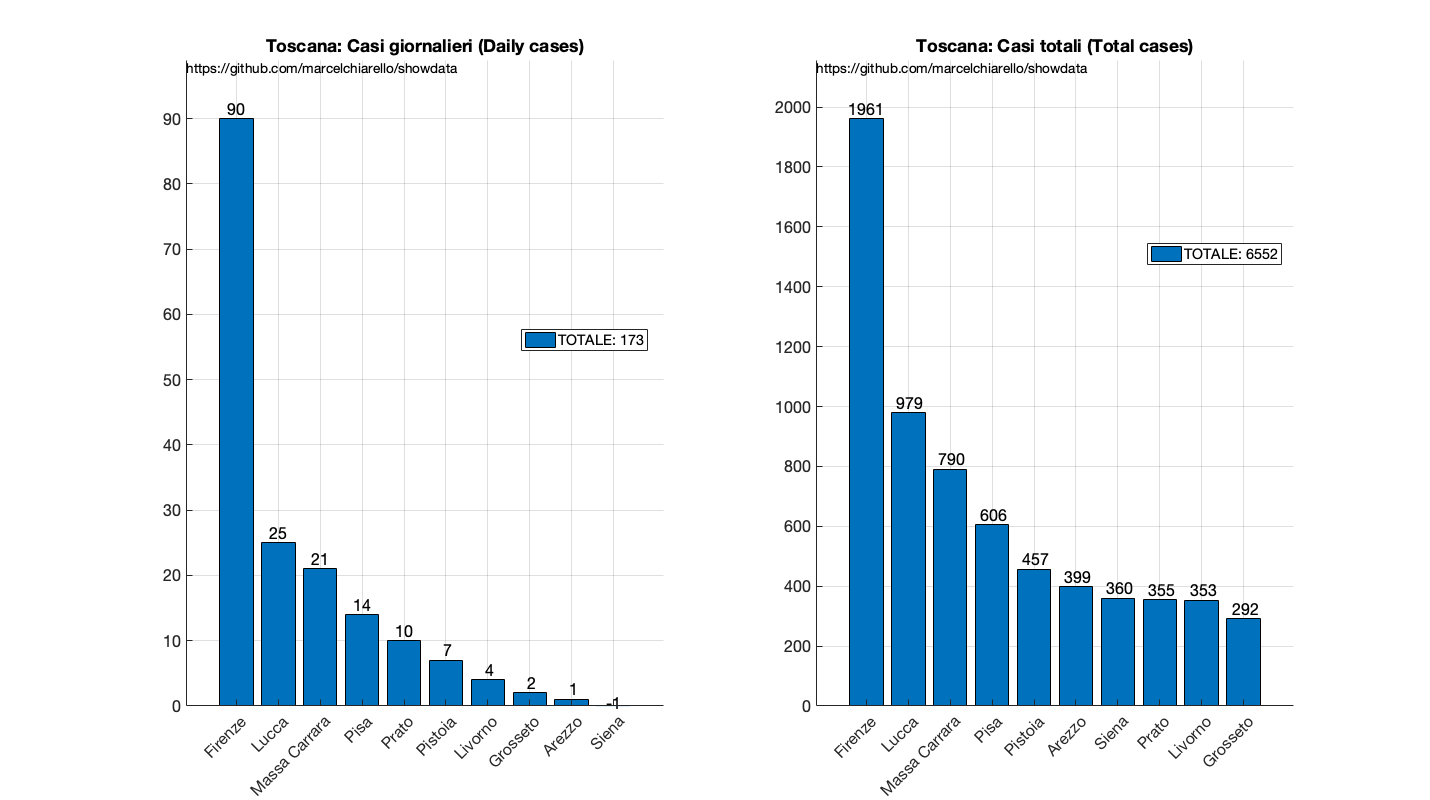 Toscana: Casi giornalieri (Daily cases)
https://github.com/marcelchiarello/showdata
90
80
70
60
50
40
30
20
10
0
90
25
21
14
10
7
4
2
1
-1
TOTALE: 173
Firenze
Lucca
Massa Carrara
Pisa
Prato
Pistoia
Livorno
Grosseto
Arezzo
Siena
Toscana: Casi totali (Total cases)
https://github.com/marcelchiarello/showdata
2000
1800
1600
1400
1200
1000
800
600
400
200
0
1961
979
790
606
457
399
360
355
353
292
TOTALE: 6552
Firenze
Lucca
Massa Carrara
Pisa
Pistoia
Arezzo
Siena
Prato
Livorno
Grosseto